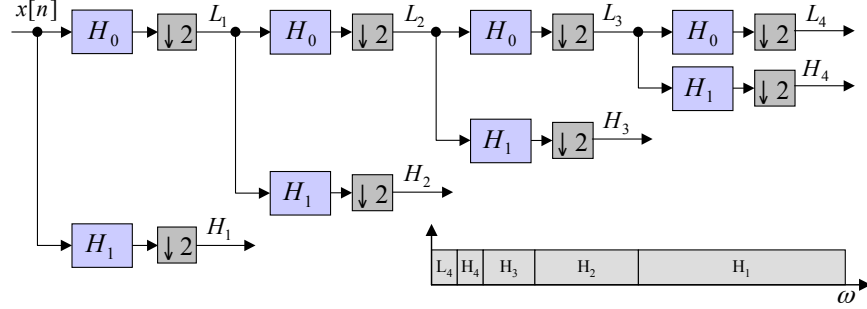 x[n] L₁ L₂ L₃ L₄
H₀ ↓2 H₀ ↓2 H₀ ↓2 H₀ ↓2
H₄
H₁ ↓2
H₃
H₁ ↓2
H₂
H₁ ↓2
H₁
H₁ ↓2
L₄ H₄ H₃ H₂ H₁
ω